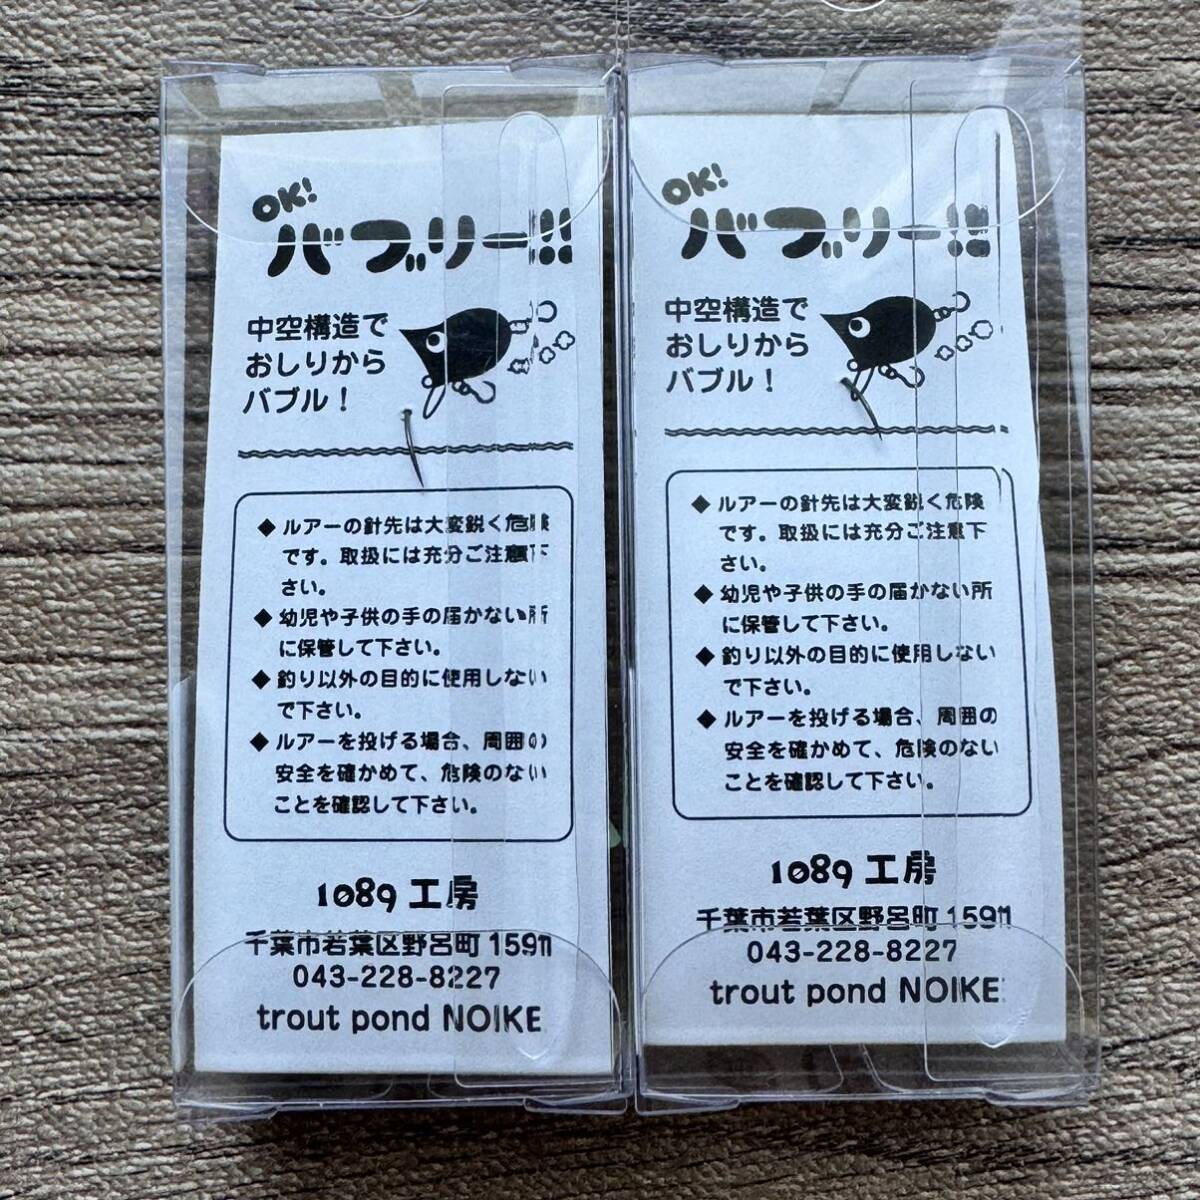 OK!
バブリー!!
中空構造で
おしりから
バブル！
◆ ルアーの針先は大変鋭く危険
です。取扱には充分ご注意下
さい。
◆ 幼児や子供の手の届かない所
に保管して下さい。
◆ 釣り以外の目的に使用しない
で下さい。
◆ ルアーを投げる場合、周囲の
安全を確かめて、危険のない
ことを確認して下さい。
1089 工房
千葉市若葉区野呂町 159
043-228-8227
trout pond NOIKE
OK!
バブリー!!
中空構造で
おしりから
バブル！
◆ ルアーの針先は大変鋭く危険
です。取扱には充分ご注意下
さい。
◆ 幼児や子供の手の届かない所
に保管して下さい。
◆ 釣り以外の目的に使用しない
で下さい。
◆ ルアーを投げる場合、周囲の
安全を確かめて、危険のない
ことを確認して下さい。
1089 工房
千葉市若葉区野呂町 159
043-228-8227
trout pond NOIKE